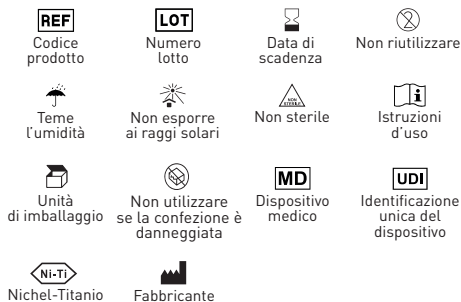 REF LOT
Codice Numero Data di Non riutilizzare
prodotto lotto scadenza
NON STERILE
Teme Non esporre Non sterile Istruzioni
l’umidità ai raggi solari d’uso
MD UDI
Unità Non utilizzare Dispositivo Identificazione
di imballaggio se la confezione è medico unica del
danneggiata dispositivo
Ni-Ti
Nichel-Titanio Fabbricante